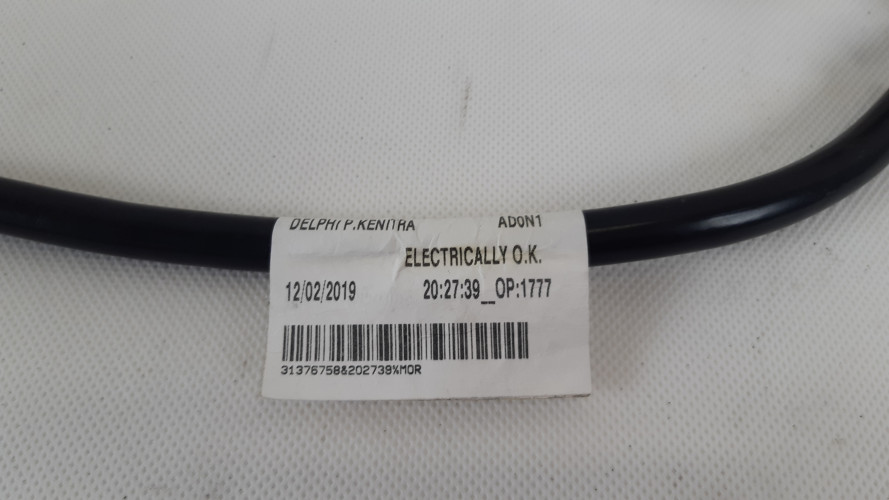 DELPHI P.KENITRA AD0N1
ELECTRICALLY O.K.
12/02/2019 20:27:39__OP:1777
31376758&202739%MOR